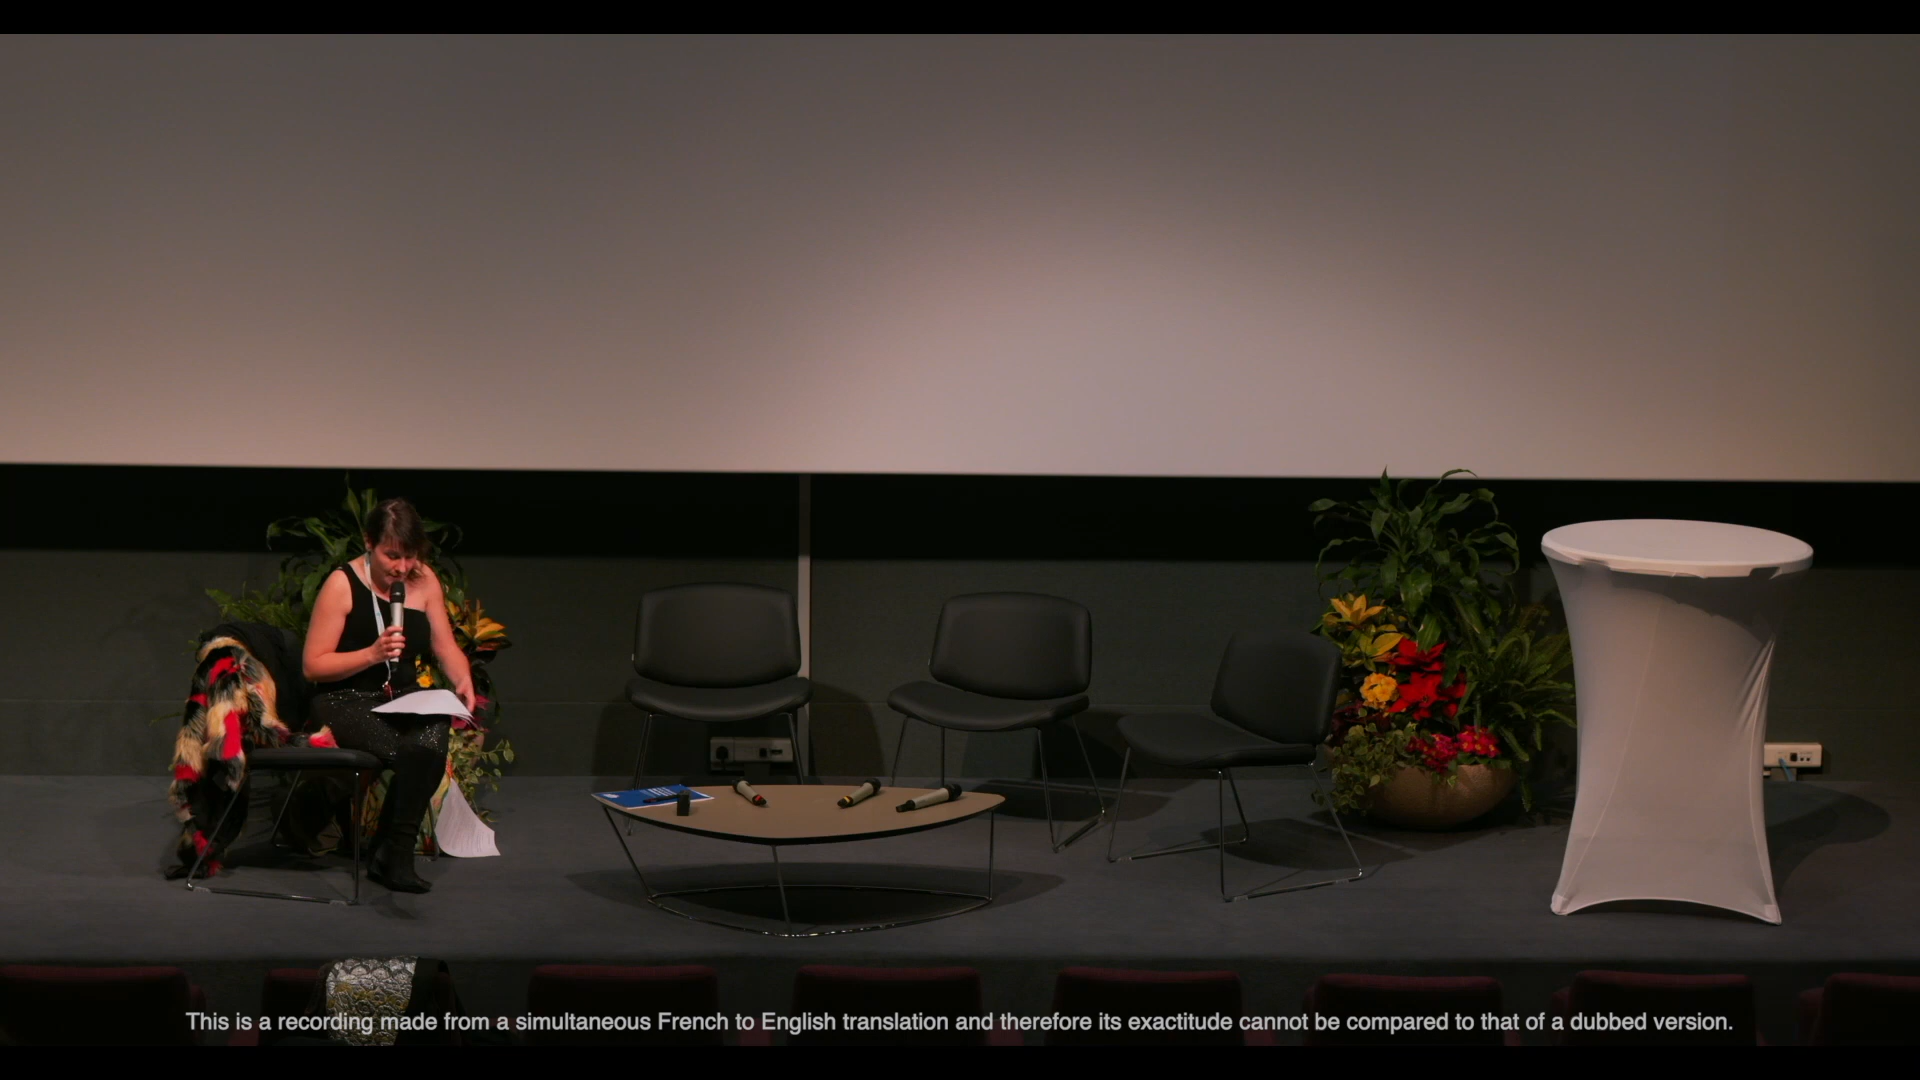 This is a recording made from a simultaneous French to English translation and therefore its exactitude cannot be compared to that of a dubbed version.